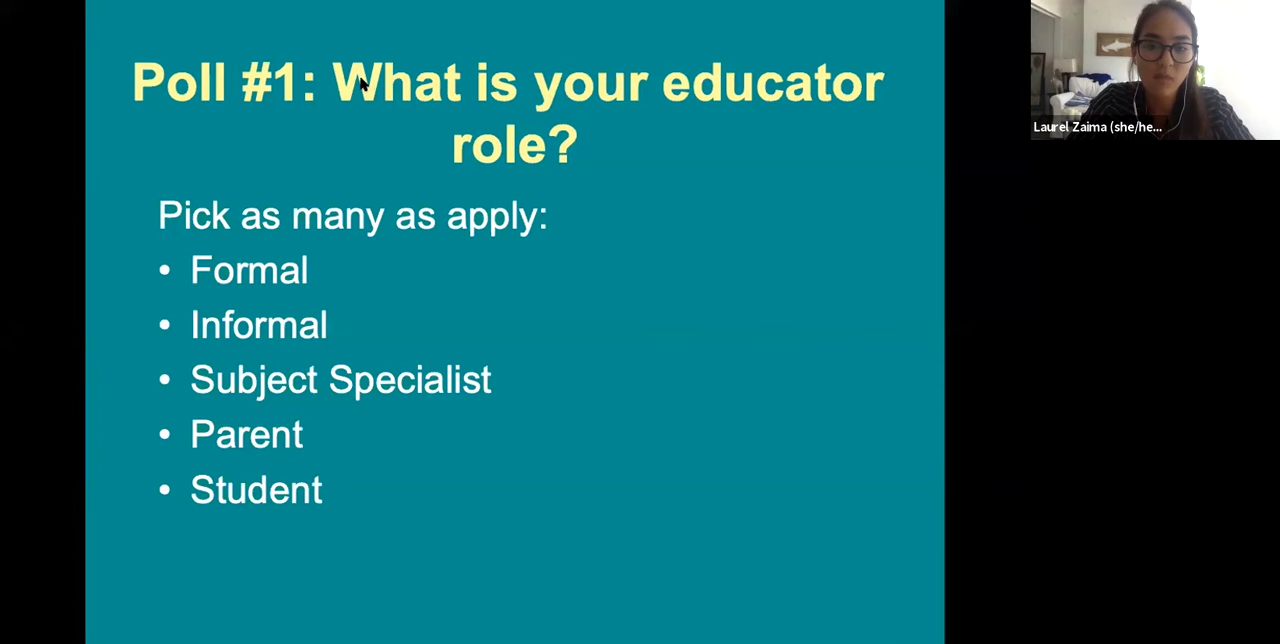 Poll #1: What is your educator
role?
Pick as many as apply:
• Formal
• Informal
• Subject Specialist
• Parent
• Student
Laurel Zaima (she/he...